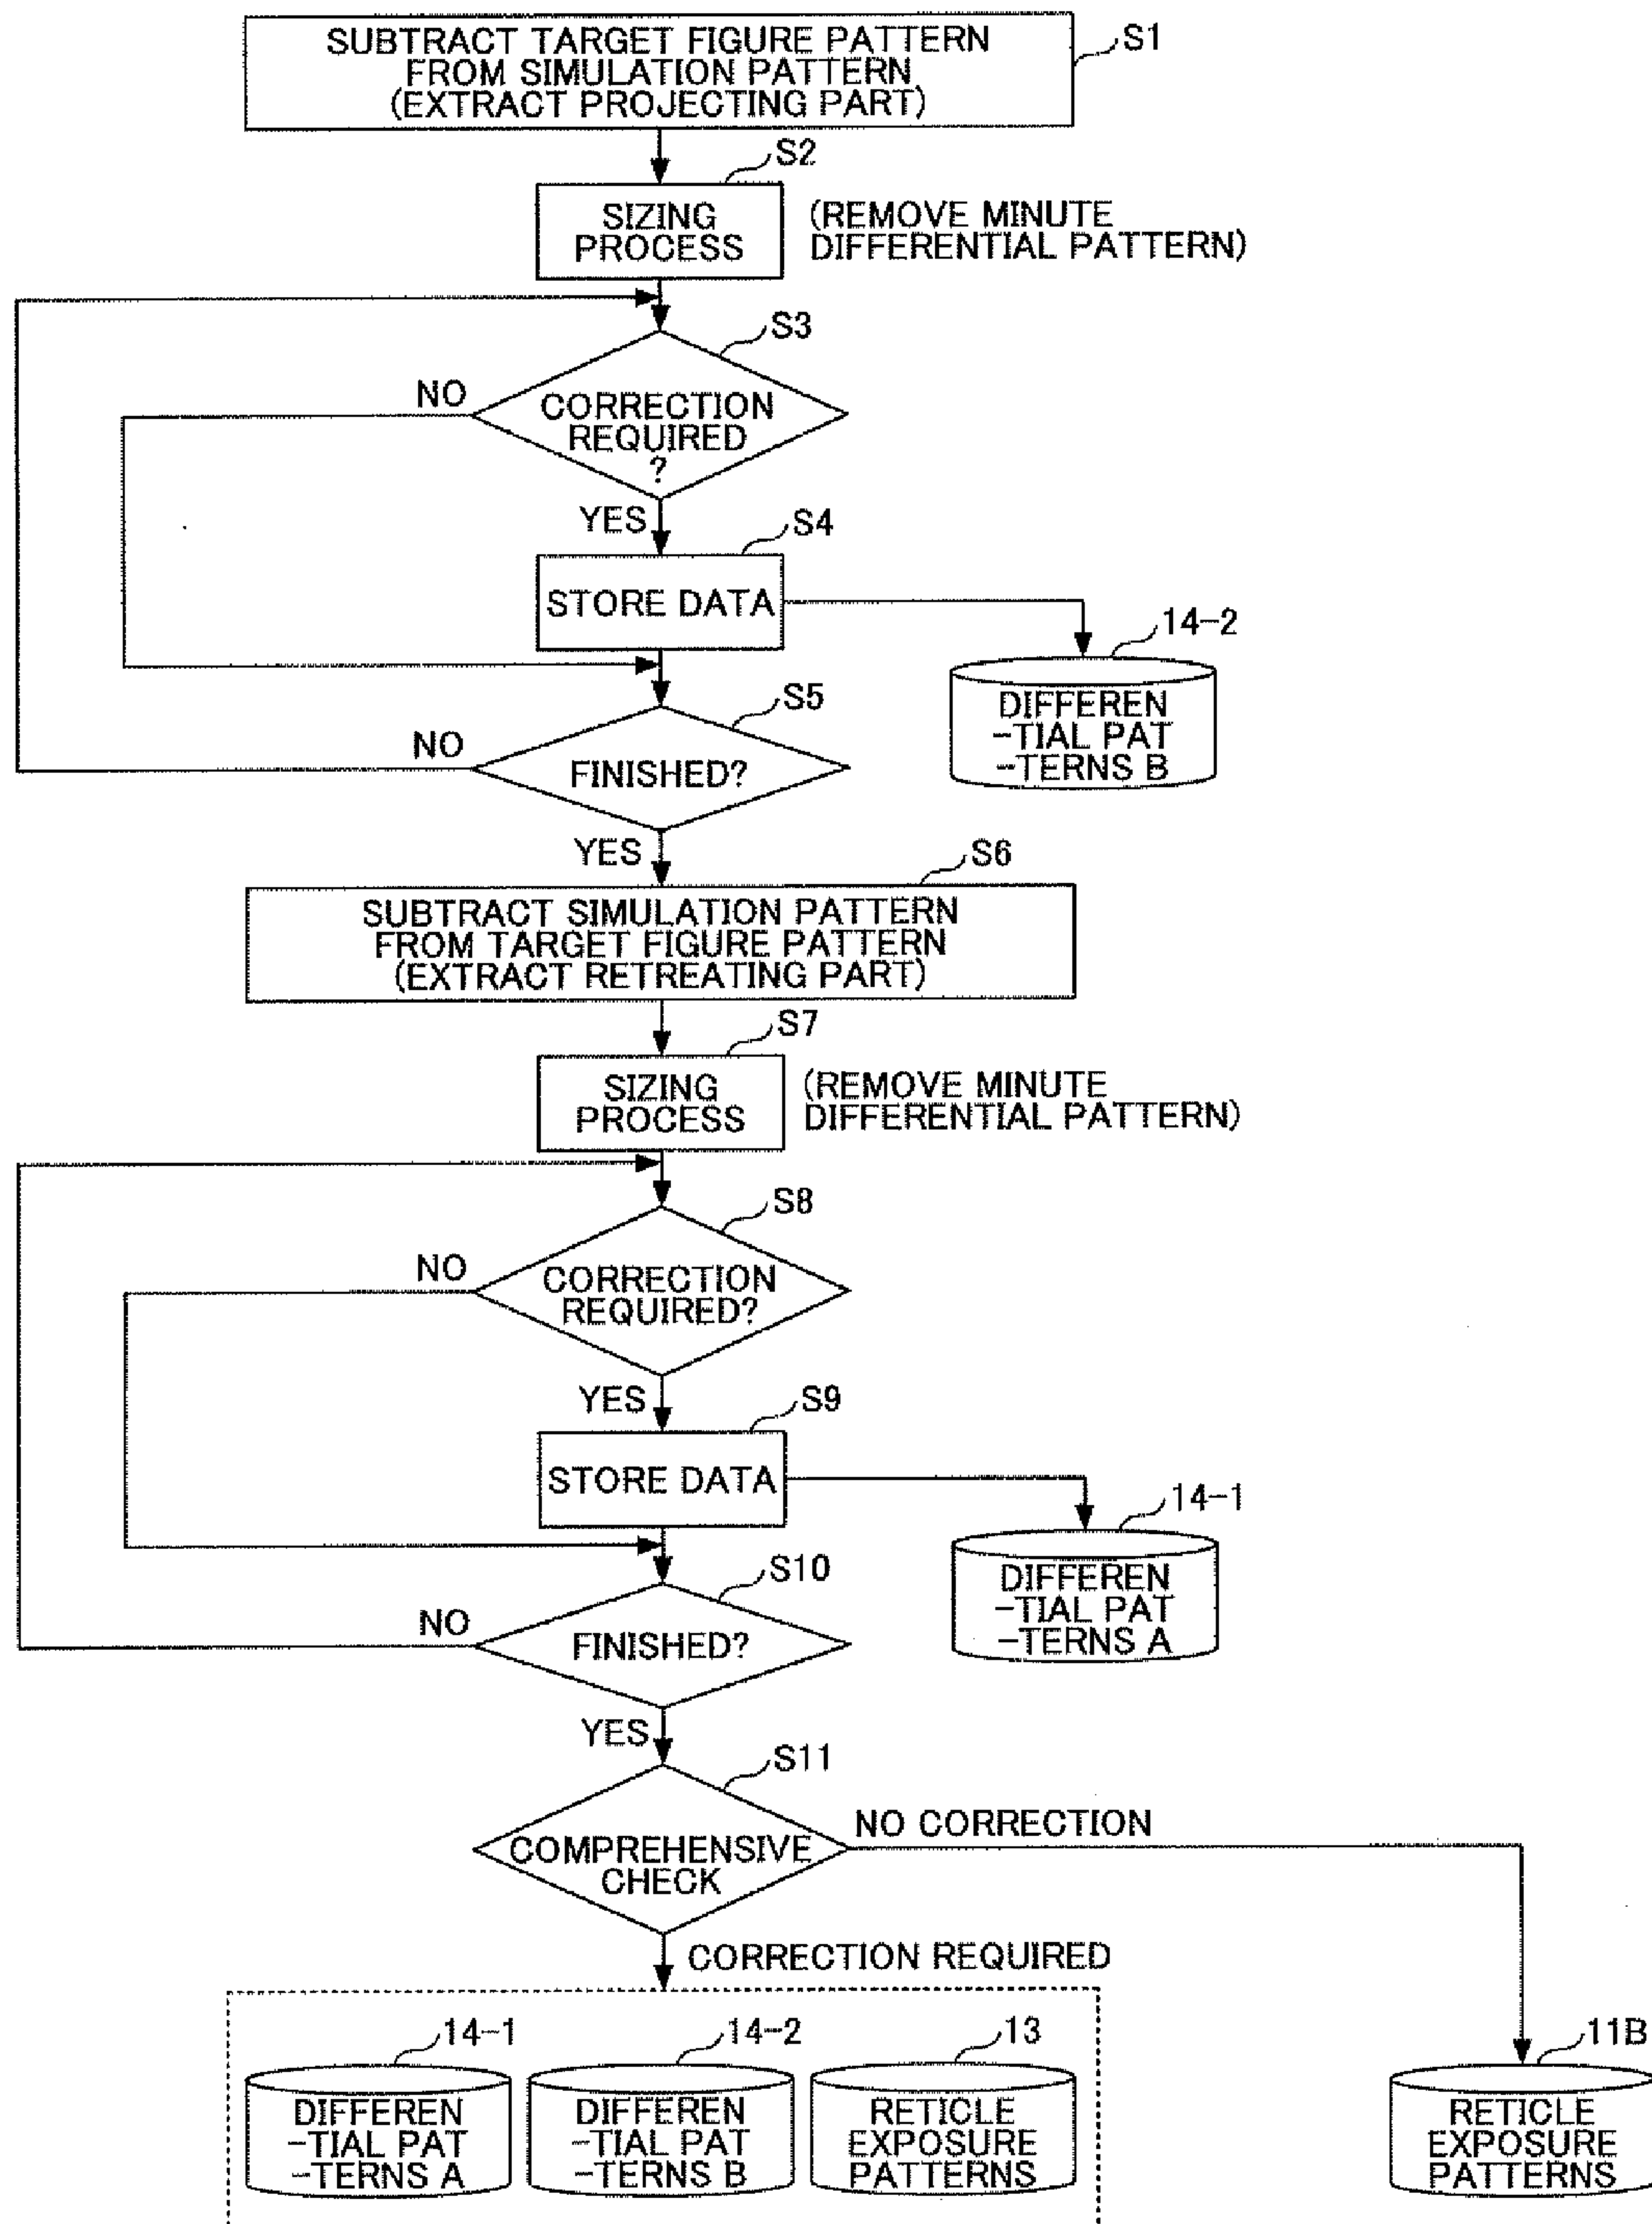 SUBTRACT TARGET FIGURE PATTERN
FROM SIMULATION PATTERN
(EXTRACT PROJECTING PART)
S1
S2
SIZING
PROCESS
(REMOVE MINUTE
DIFFERENTIAL PATTERN)
S3
NO
CORRECTION
REQUIRED
?
YES
S4
STORE DATA
14-2
DIFFEREN
-TIAL PAT
-TERNS B
S5
NO
FINISHED?
YES
S6
SUBTRACT SIMULATION PATTERN
FROM TARGET FIGURE PATTERN
(EXTRACT RETREATING PART)
S7
SIZING
PROCESS
(REMOVE MINUTE
DIFFERENTIAL PATTERN)
S8
NO
CORRECTION
REQUIRED?
YES
S9
STORE DATA
14-1
DIFFEREN
-TIAL PAT
-TERNS A
S10
NO
FINISHED?
YES
S11
COMPREHENSIVE
CHECK
NO CORRECTION
CORRECTION REQUIRED
14-1
DIFFEREN
-TIAL PAT
-TERNS A
14-2
DIFFEREN
-TIAL PAT
-TERNS B
13
RETICLE
EXPOSURE
PATTERNS
11B
RETICLE
EXPOSURE
PATTERNS